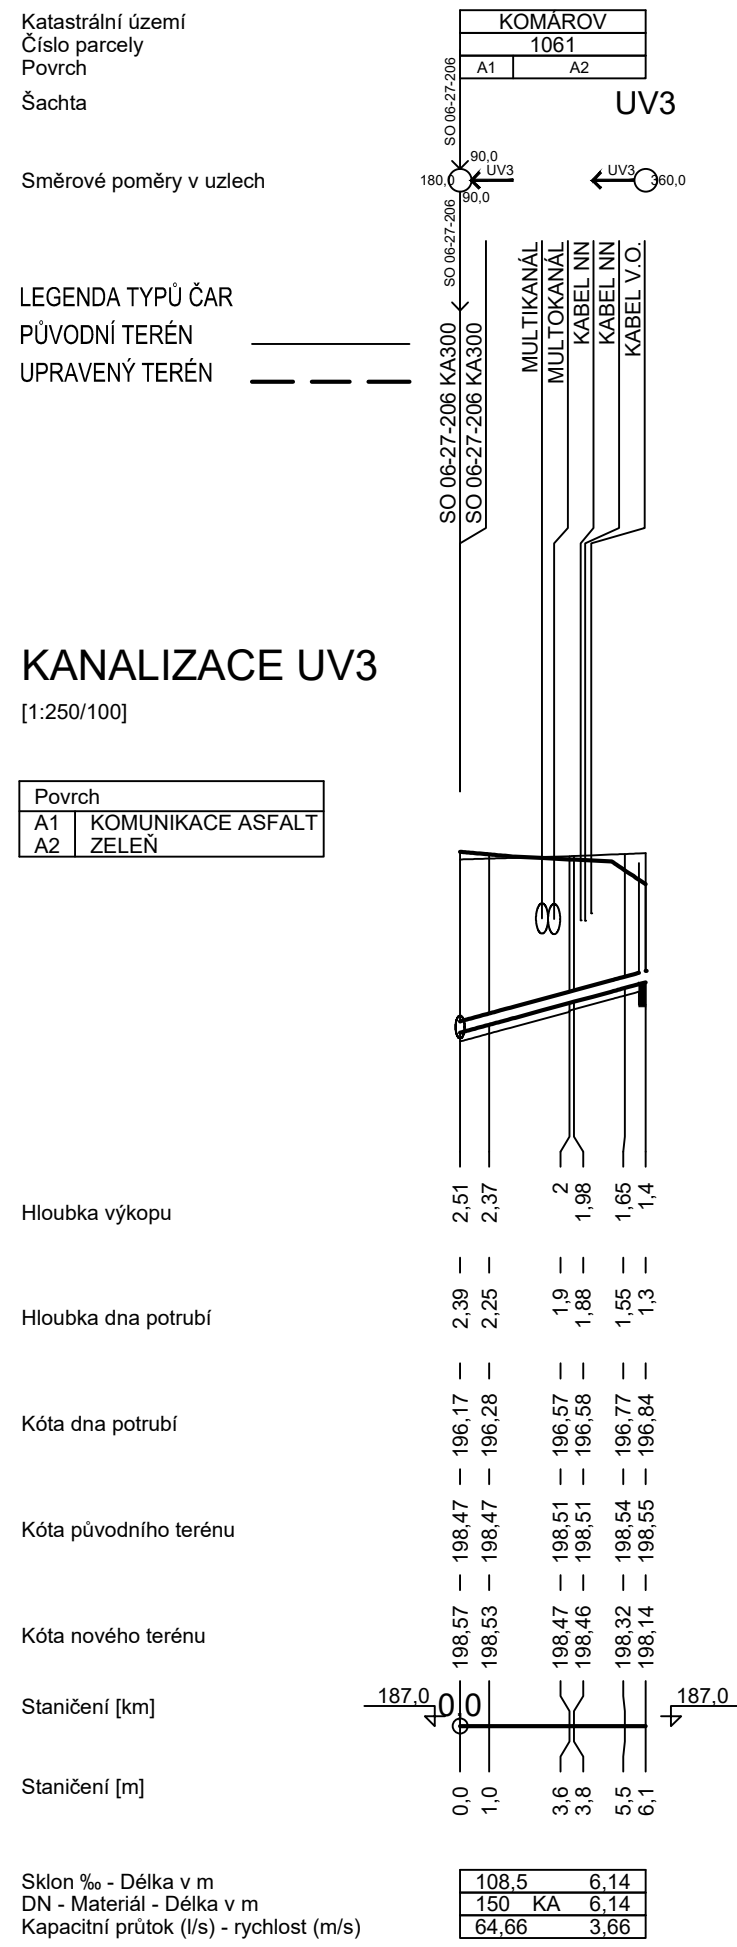 Katastrální území KOMÁROV
Číslo parcely 1061
Povrch A1 A2
Šachta UV3
SO 06-27-206
Směrové poměry v uzlech 180,0 90,0 90,0 UV3 UV3 360,0
SO 06-27-206
LEGENDA TYPŮ ČAR
PŮVODNÍ TERÉN
UPRAVENÝ TERÉN
SO 06-27-206 KA300
SO 06-27-206 KA300
MULTIKANÁL
MULTOKANÁL
KABEL NN
KABEL NN
KABEL V.O.
KANALIZACE UV3
[1:250/100]
Povrch
A1 KOMUNIKACE ASFALT
A2 ZELEŇ
Hloubka výkopu 2,51 2,37 2 1,98 1,65 1,4
Hloubka dna potrubí 2,39 2,25 1,9 1,88 1,55 1,3
Kóta dna potrubí 196,17 196,28 196,57 196,58 196,77 196,84
Kóta původního terénu 198,47 198,47 198,51 198,51 198,54 198,55
Kóta nového terénu 198,57 198,53 198,47 198,46 198,32 198,14
Staničení [km] 187,0 0,0 187,0
Staničení [m] 0,0 1,0 3,6 3,8 5,5 6,1
Sklon ‰ - Délka v m 108,5 6,14
DN - Materiál - Délka v m 150 KA 6,14
Kapacitní průtok (l/s) - rychlost (m/s) 64,66 3,66